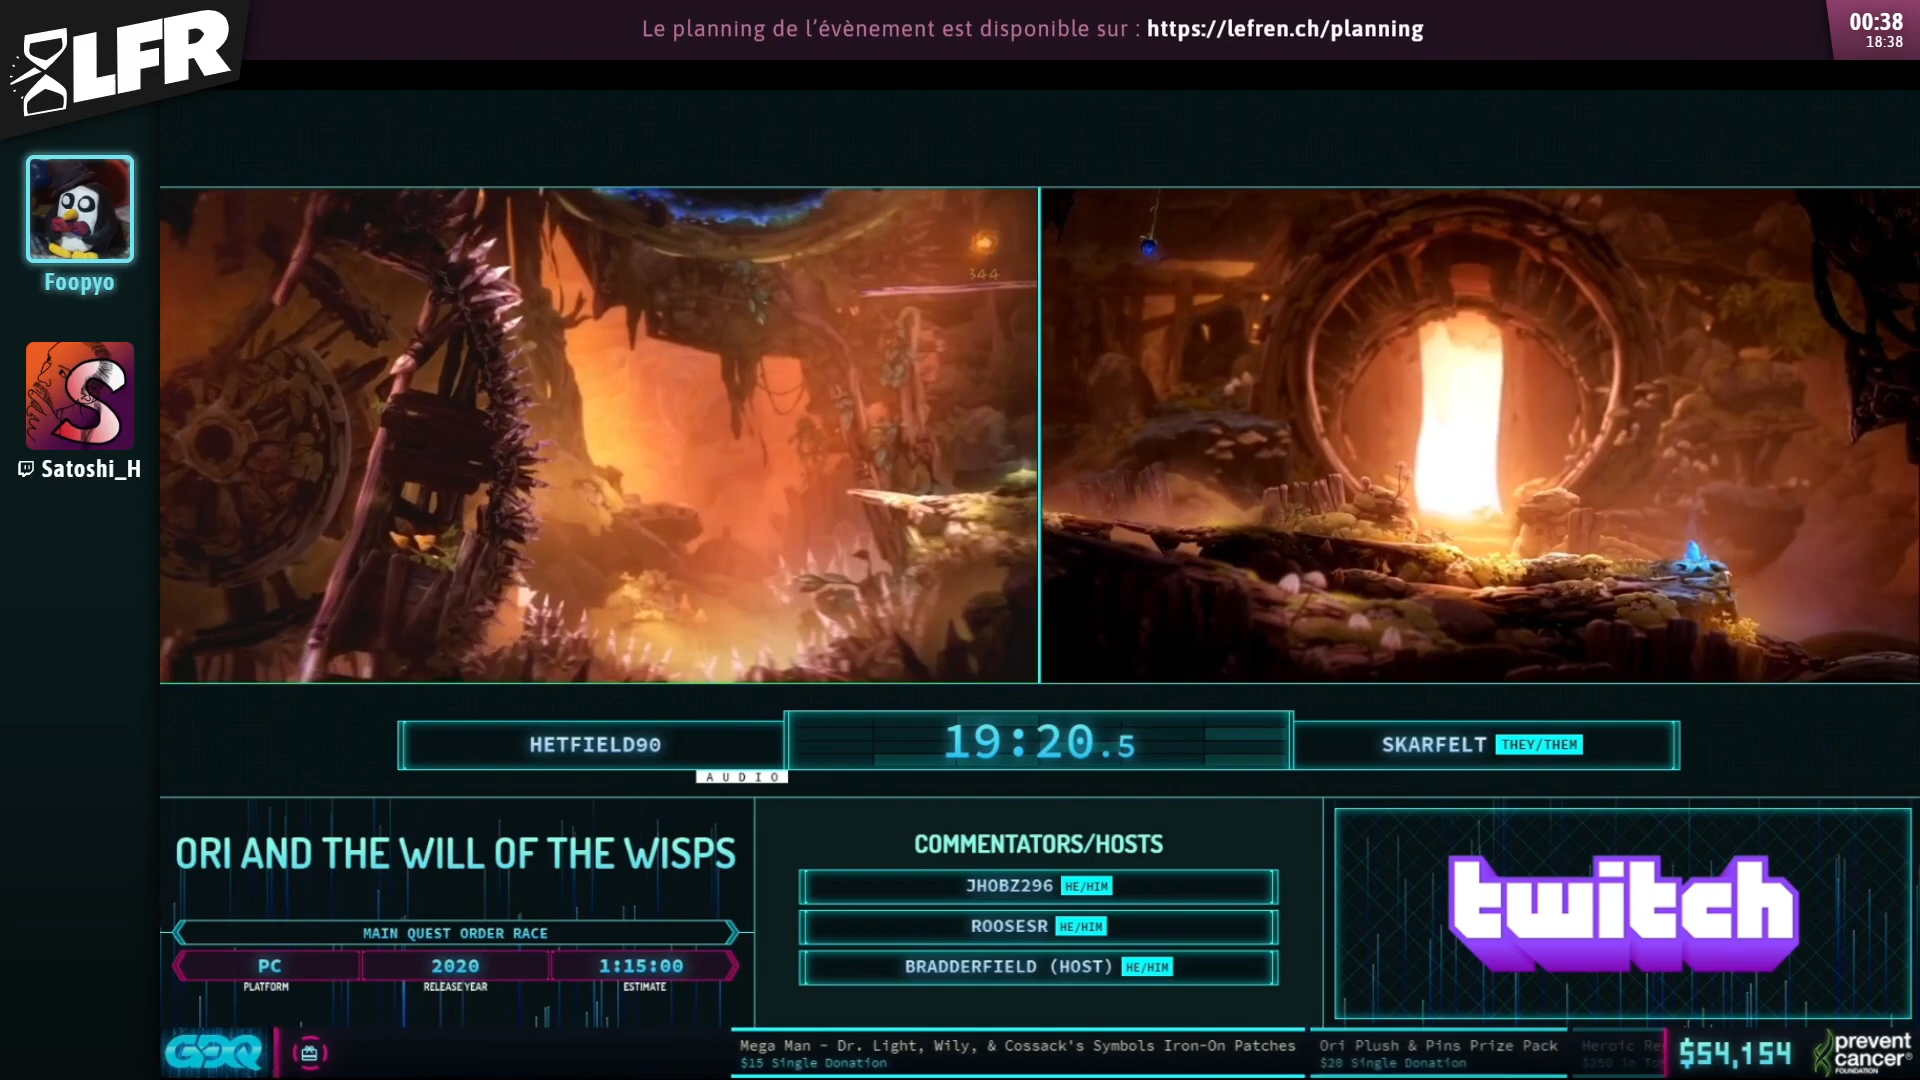 LFR
Le planning de l'évènement est disponible sur : https://lefren.ch/planning
00:38
18:38
Foopyo
S
Satoshi_H
344
HETFIELD90
19:20.5
SKARFELT THEY/THEM
AUDIO
ORI AND THE WILL OF THE WISPS
MAIN QUEST ORDER RACE
PC
2020
1:15:00
PLATFORM
RELEASE YEAR
ESTIMATE
COMMENTATORS/HOSTS
JHOBZ296 HE/HIM
ROOSESR HE/HIM
BRADDERFIELD (HOST) HE/HIM
twitch
GDQ
Mega Man - Dr. Light, Wily, & Cossack's Symbols Iron-On Patches
$15 Single Donation
Ori Plush & Pins Prize Pack
$20 Single Donation
Heroic
$250 in
$54,154
prevent
cancer
FOUNDATION